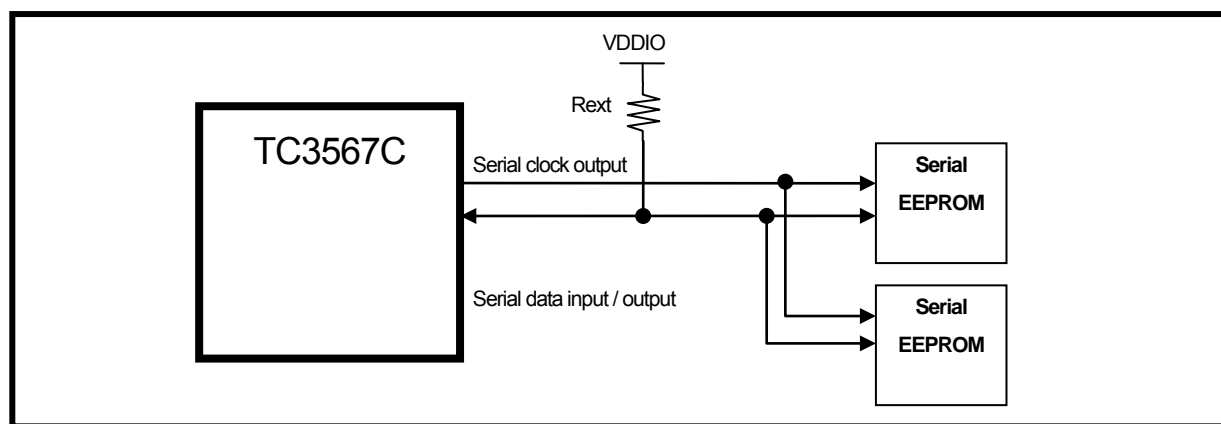 VDDIO
Rext
TC3567C
Serial clock output
Serial
EEPROM
Serial data input / output
Serial
EEPROM